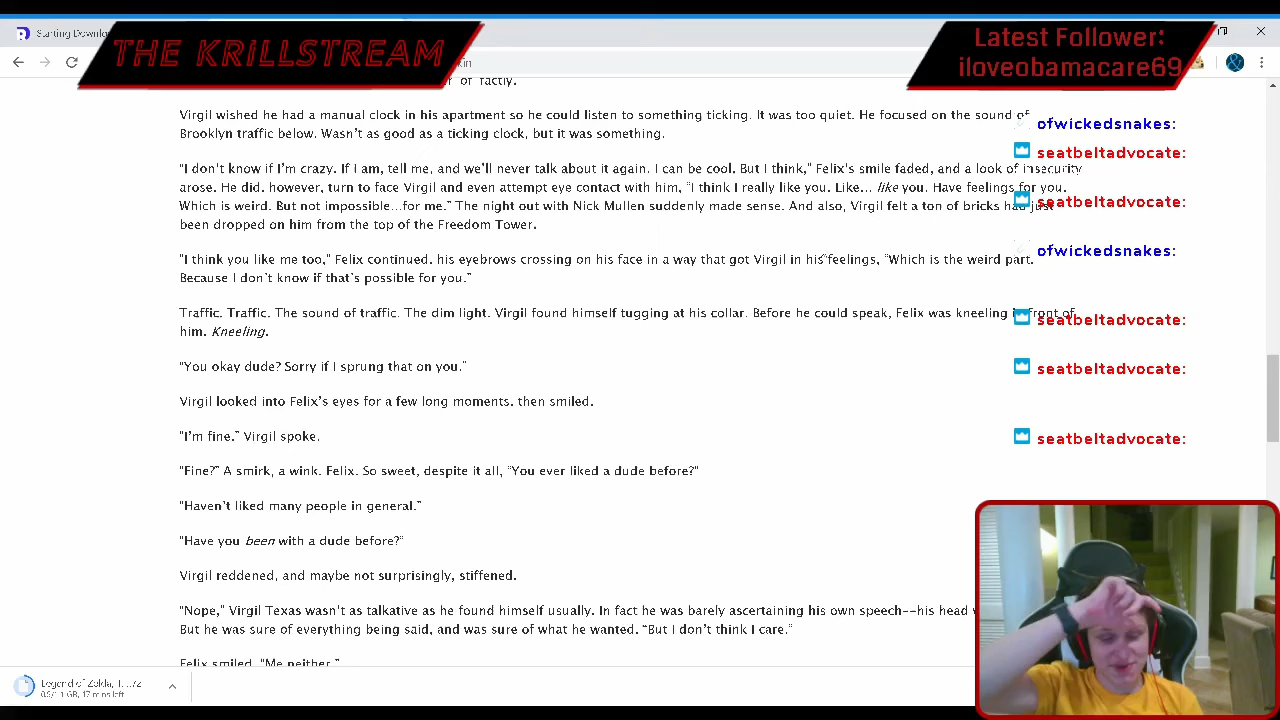 THE KRILLSTREAM
Latest Follower:
iloveobamacare69
Starting Downlo
kin
of factly.
Virgil wished he had a manual clock in his apartment so he could listen to something ticking. It was too quiet. He focused on the sound of
Brooklyn traffic below. Wasn't as good as a ticking clock, but it was something.
ofwickedsnakes:
seatbeltadvocate:
"I don't know if I'm crazy. If I am, tell me, and we'll never talk about it again. I can be cool. But I think," Felix's smile faded, and a look of insecurity
arose. He did, however, turn to face Virgil and even attempt eye contact with him, "I think I really like you. Like... like you. Have feelings for you.
Which is weird. But not impossible...for me." The night out with Nick Mullen suddenly made sense. And also, Virgil felt a ton of bricks had just
been dropped on him from the top of the Freedom Tower.
seatbeltadvocate:
"I think you like me too," Felix continued, his eyebrows crossing on his face in a way that got Virgil in his feelings, "Which is the weird part.
Because I don't know if that's possible for you."
ofwickedsnakes:
Traffic. Traffic. The sound of traffic. The dim light. Virgil found himself tugging at his collar. Before he could speak, Felix was kneeling in front of
him. Kneeling.
seatbeltadvocate:
"You okay dude? Sorry if I sprung that on you."
seatbeltadvocate:
Virgil looked into Felix's eyes for a few long moments, then smiled.
"I'm fine." Virgil spoke.
seatbeltadvocate:
"Fine?" A smirk, a wink. Felix. So sweet, despite it all, "You ever liked a dude before?"
"Haven't liked many people in general."
"Have you been with a dude before?"
Virgil reddened, and maybe not surprisingly, stiffened.
"Nope," Virgil Texas wasn't as talkative as he found himself usually. In fact he was barely ascertaining his own speech--his head
But he was sure of everything being said, and was sure of what he wanted. "But I don't think I care."
Felix smiled. "Me neither."
Legend of Zelda, T....7z
1.1 GB, 17 mins left